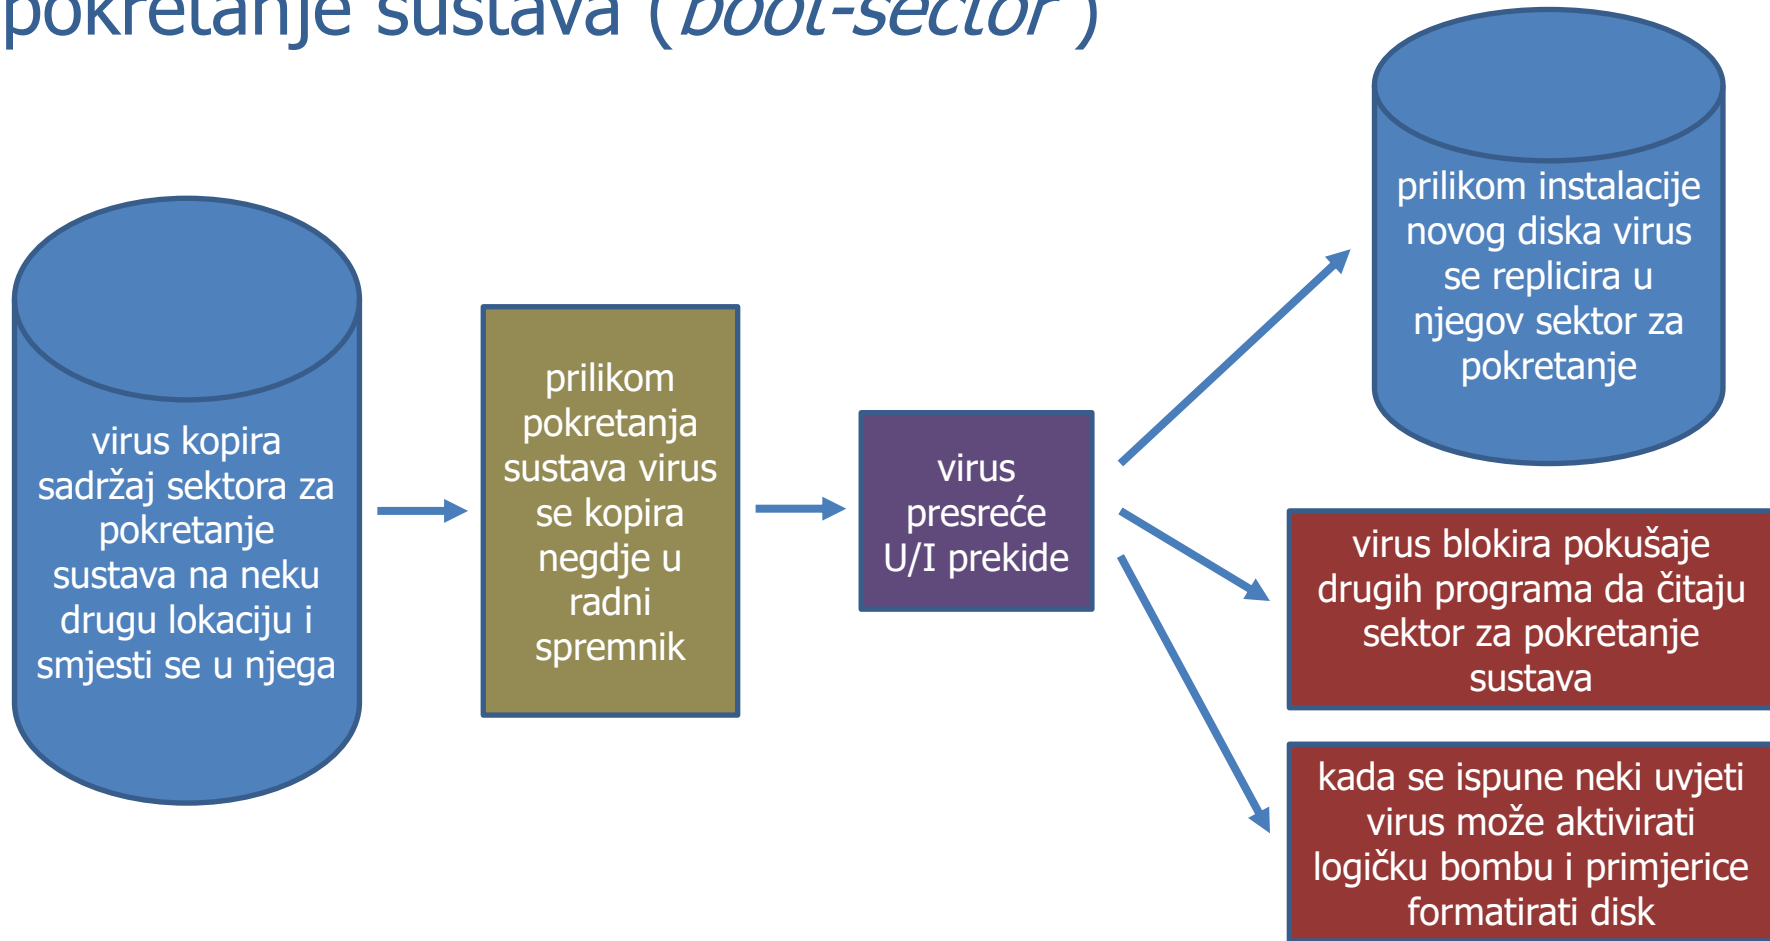 pokretanje sustava (boot-sector )
virus kopira
sadržaj sektora za
pokretanje
sustava na neku
drugu lokaciju i
smjesti se u njega
prilikom
pokretanja
sustava virus
se kopira
negdje u
radni
spremnik
virus
presreće
U/I prekide
prilikom instalacije
novog diska virus
se replicira u
njegov sektor za
pokretanje
virus blokira pokušaje
drugih programa da čitaju
sektor za pokretanje
sustava
kada se ispune neki uvjeti
virus može aktivirati
logičku bombu i primjerice
formatirati disk